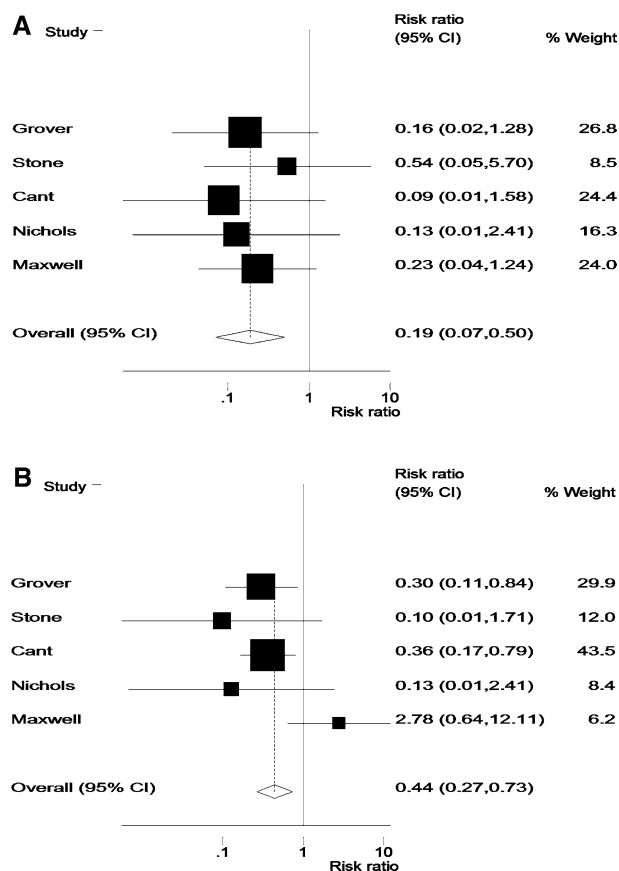 A
Study
Risk ratio
(95% CI)
% Weight
Grover 0.16 (0.02,1.28) 26.8
Stone 0.54 (0.05,5.70) 8.5
Cant 0.09 (0.01,1.58) 24.4
Nichols 0.13 (0.01,2.41) 16.3
Maxwell 0.23 (0.04,1.24) 24.0
Overall (95% CI) 0.19 (0.07,0.50)
.1 1 10
Risk ratio
B
Study
Risk ratio
(95% CI)
% Weight
Grover 0.30 (0.11,0.84) 29.9
Stone 0.10 (0.01,1.71) 12.0
Cant 0.36 (0.17,0.79) 43.5
Nichols 0.13 (0.01,2.41) 8.4
Maxwell 2.78 (0.64,12.11) 6.2
Overall (95% CI) 0.44 (0.27,0.73)
.1 1 10
Risk ratio